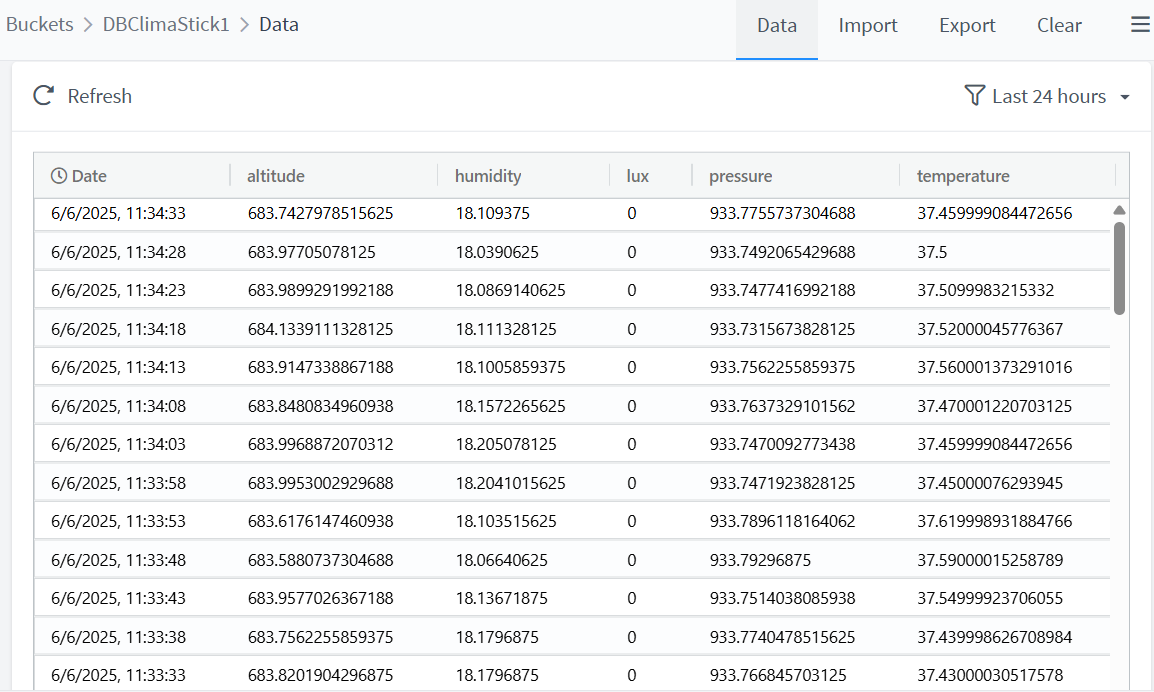 Buckets > DBClimaStick1 > Data Data Import Export Clear
Refresh Last 24 hours
Date altitude humidity lux pressure temperature
6/6/2025, 11:34:33 683.7427978515625 18.109375 0 933.7755737304688 37.459999084472656
6/6/2025, 11:34:28 683.97705078125 18.0390625 0 933.7492065429688 37.5
6/6/2025, 11:34:23 683.9899291992188 18.0869140625 0 933.7477416992188 37.5099983215332
6/6/2025, 11:34:18 684.1339111328125 18.111328125 0 933.7315673828125 37.52000045776367
6/6/2025, 11:34:13 683.9147338867188 18.1005859375 0 933.7562255859375 37.560001373291016
6/6/2025, 11:34:08 683.8480834960938 18.1572265625 0 933.7637329101562 37.470001220703125
6/6/2025, 11:34:03 683.9968872070312 18.205078125 0 933.7470092773438 37.459999084472656
6/6/2025, 11:33:58 683.9953002929688 18.2041015625 0 933.7471923828125 37.45000076293945
6/6/2025, 11:33:53 683.6176147460938 18.103515625 0 933.7896118164062 37.619998931884766
6/6/2025, 11:33:48 683.5880737304688 18.06640625 0 933.79296875 37.59000015258789
6/6/2025, 11:33:43 683.9577026367188 18.13671875 0 933.7514038085938 37.54999923706055
6/6/2025, 11:33:38 683.7562255859375 18.1796875 0 933.7740478515625 37.439998626708984
6/6/2025, 11:33:33 683.8201904296875 18.1796875 0 933.766845703125 37.43000030517578